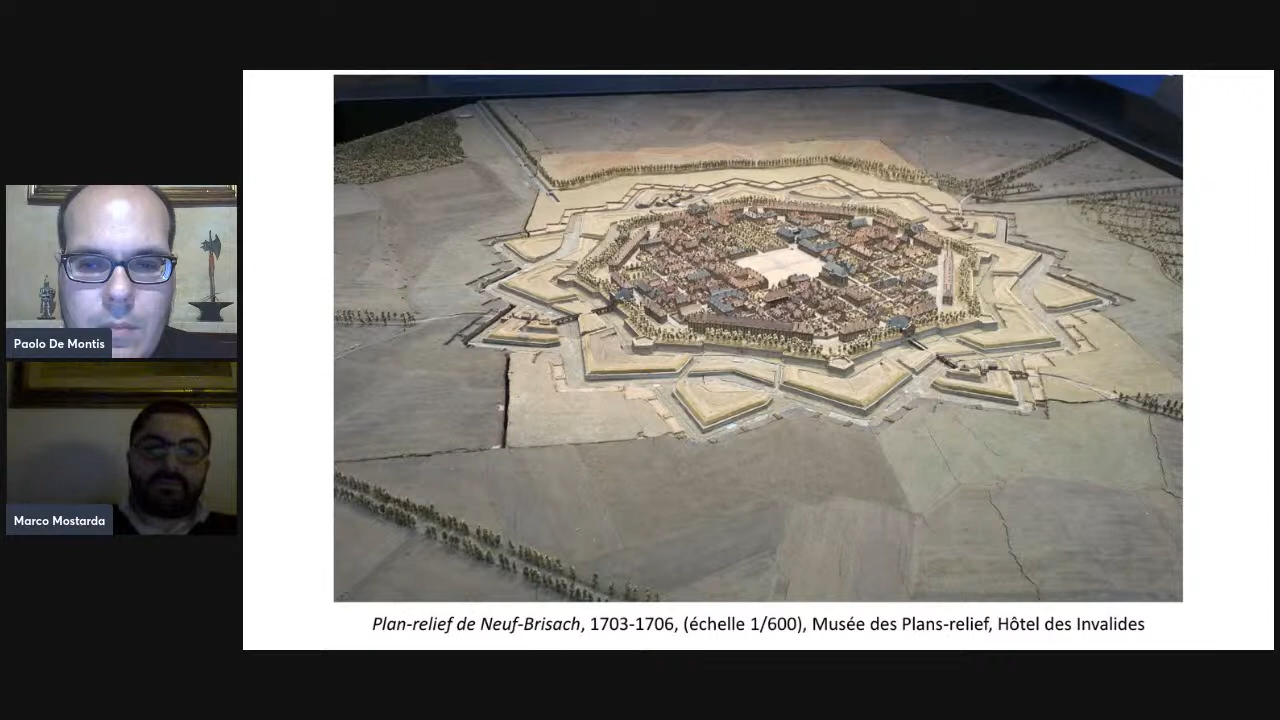 Paolo De Montis
Marco Mostarda
Plan-relief de Neuf-Brisach, 1703-1706, (échelle 1/600), Musée des Plans-relief, Hôtel des Invalides